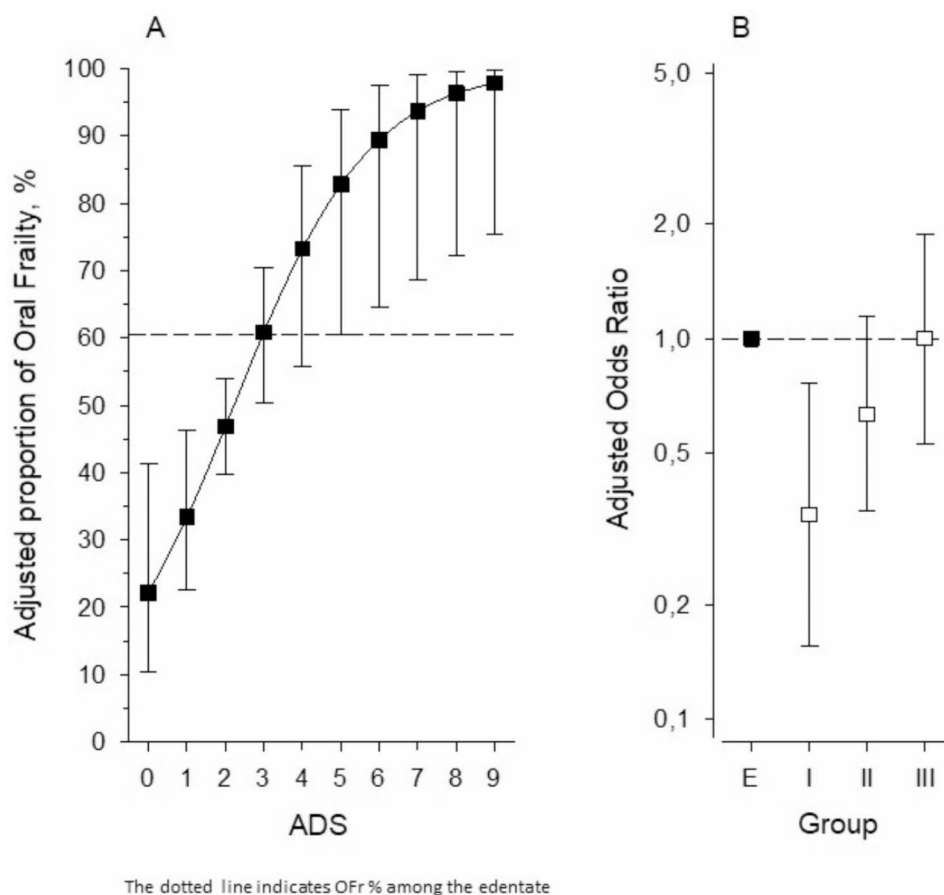 A
Adjusted proportion of Oral Frailty, %
100
90
80
70
60
50
40
30
20
10
0
0 1 2 3 4 5 6 7 8 9
ADS
B
Adjusted Odds Ratio
5,0
2,0
1,0
0,5
0,2
0,1
E I II III
Group
The dotted line indicates OFr % among the edentate